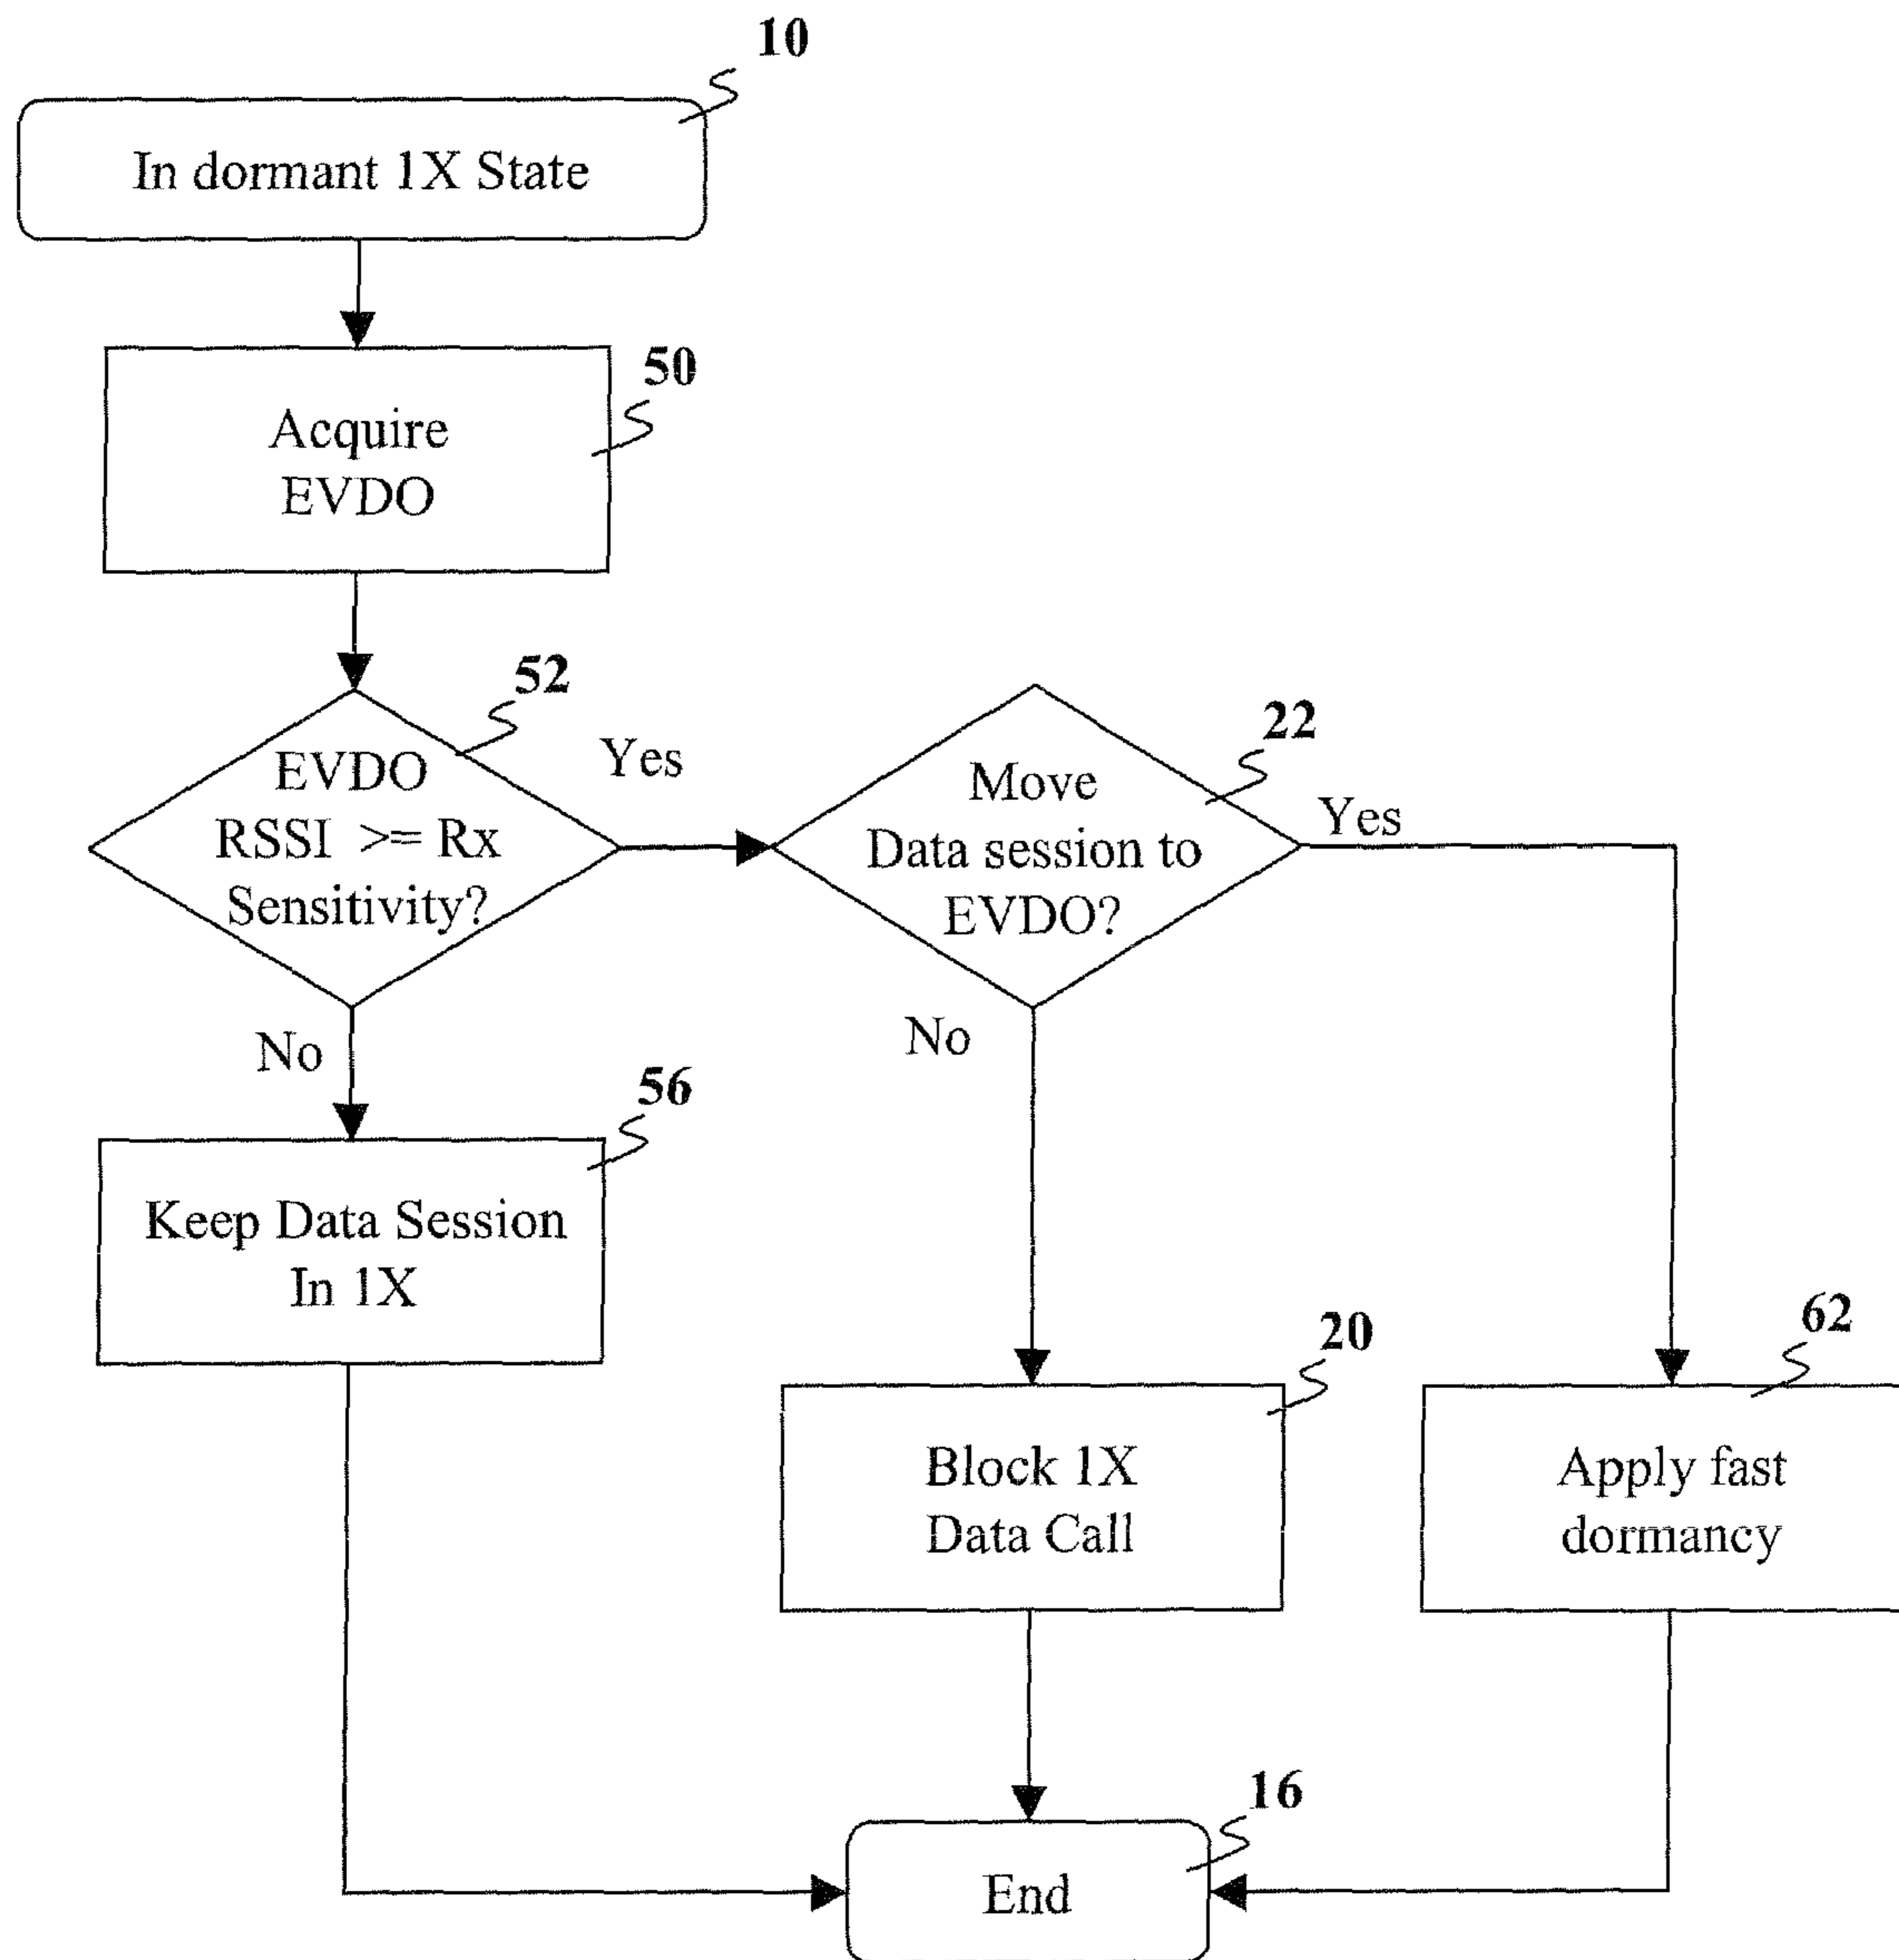 10
In dormant 1X State
50
Acquire
EVDO
52
EVDO
RSSI >= Rx
Sensitivity?
Yes
22
Move
Data session to
EVDO?
Yes
No
No
56
Keep Data Session
In 1X
20
Block 1X
Data Call
62
Apply fast
dormancy
16
End